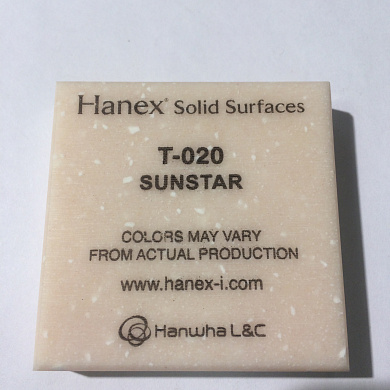 Hanex® Solid Surfaces
T-020
SUNSTAR
COLORS MAY VARY
FROM ACTUAL PRODUCTION
www.hanex-i.com
Hanwha L&C